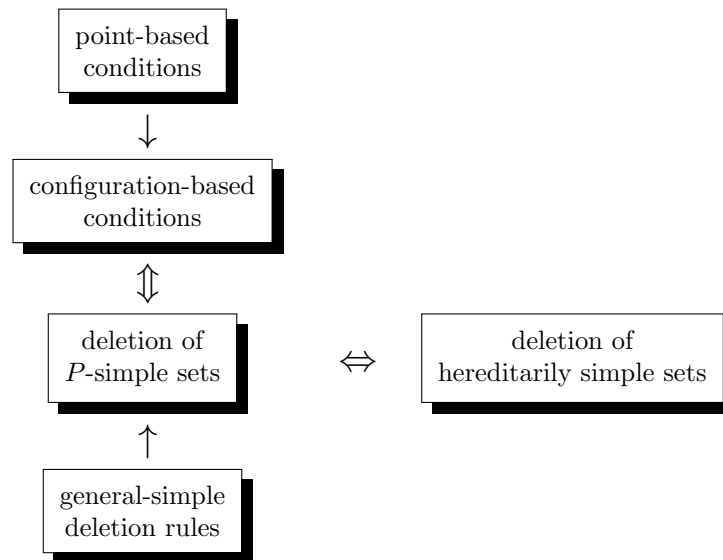 point-based
conditions
↓
configuration-based
conditions
⇕
deletion of
P-simple sets
⇔
deletion of
hereditarily simple sets
↑
general-simple
deletion rules